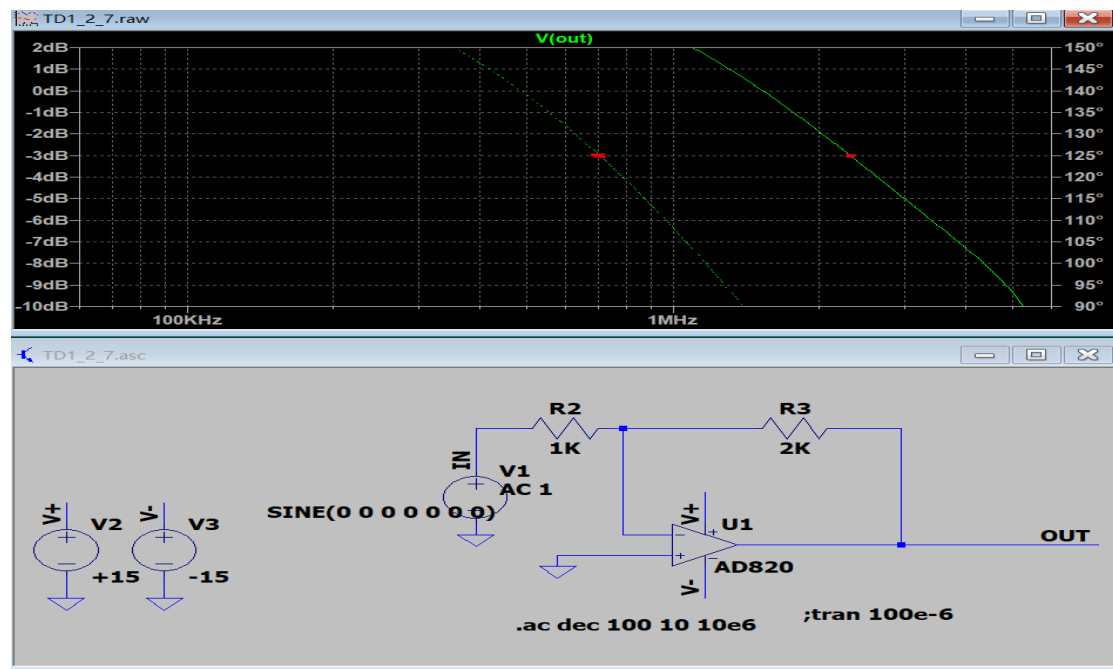 TD1_2_7.raw
V(out)
2dB
1dB
0dB
-1dB
-2dB
-3dB
-4dB
-5dB
-6dB
-7dB
-8dB
-9dB
-10dB
150°
145°
140°
135°
130°
125°
120°
115°
110°
105°
100°
95°
90°
100KHz
1MHz
TD1_2_7.asc
R2
1K
R3
2K
IN
V1
AC 1
SINE(0 0 0 0 0 0 0)
V+
V2
+15
V-
V3
-15
V+
U1
AD820
V-
OUT
.ac dec 100 10 10e6
;tran 100e-6